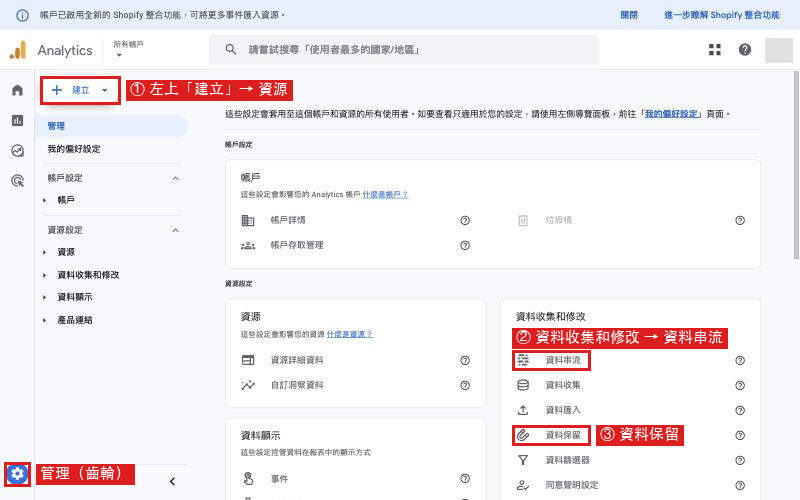 帳戶已啟用全新的 Shopify 整合功能，可將更多事件匯入資源。
關閉
進一步瞭解 Shopify 整合功能
Analytics
所有帳戶
請嘗試搜尋「使用者最多的國家/地區」
建立
① 左上「建立」→ 資源
管理
我的偏好設定
帳戶設定
帳戶
資源設定
資源
資料收集和修改
資料顯示
產品連結
管理（齒輪）
這些設定會套用至這個帳戶和資源的所有使用者。如要查看只適用於您的設定，請使用左側導覽面板，前往「我的偏好設定」頁面。
帳戶設定
帳戶
這些設定會影響您的 Analytics 帳戶 什麼是帳戶？
帳戶詳情
垃圾桶
帳戶存取管理
資源設定
資源
這些設定會影響您的資源 什麼是資源？
資源詳細資料
自訂洞察資料
資料顯示
這些設定控管資料在報表中的顯示方式
事件
資料收集和修改
② 資料收集和修改 → 資料串流
資料串流
資料收集
資料匯入
資料保留
③ 資料保留
資料篩選器
同意聲明設定